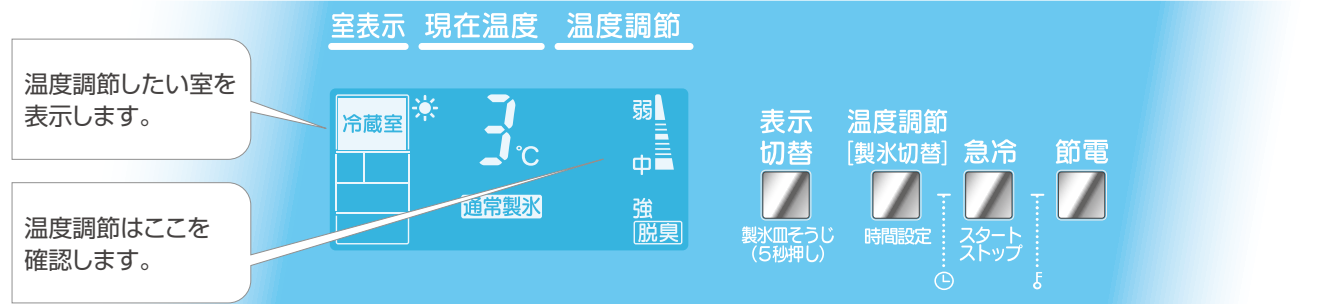 室表示 現在温度 温度調節
温度調節したい室を
表示します。
冷蔵室
3℃
弱
中
強
通常製氷
脱臭
温度調節はここを
確認します。
表示
切替
製氷皿そうじ
(5秒押し)
温度調節
[製氷切替]
時間設定
急冷
スタート
ストップ
節電